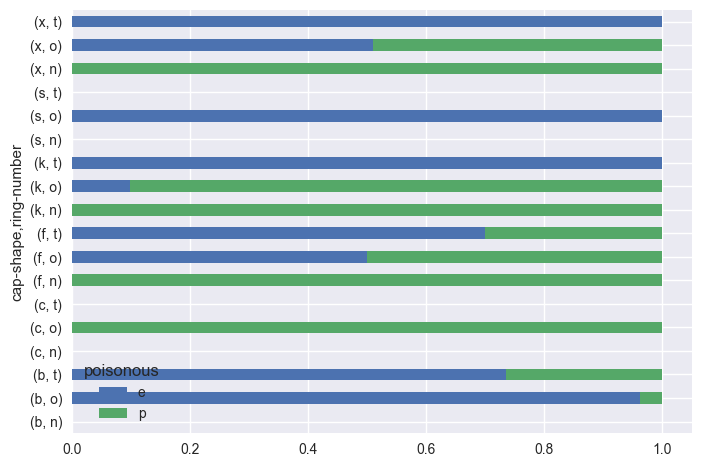 (x, t)
(x, o)
(x, n)
(s, t)
(s, o)
(s, n)
(k, t)
(k, o)
(k, n)
(f, t)
(f, o)
(f, n)
(c, t)
(c, o)
(c, n)
(b, t)
(b, o)
(b, n)
cap-shape,ring-number
poisonous
e
p
0.0 0.2 0.4 0.6 0.8 1.0